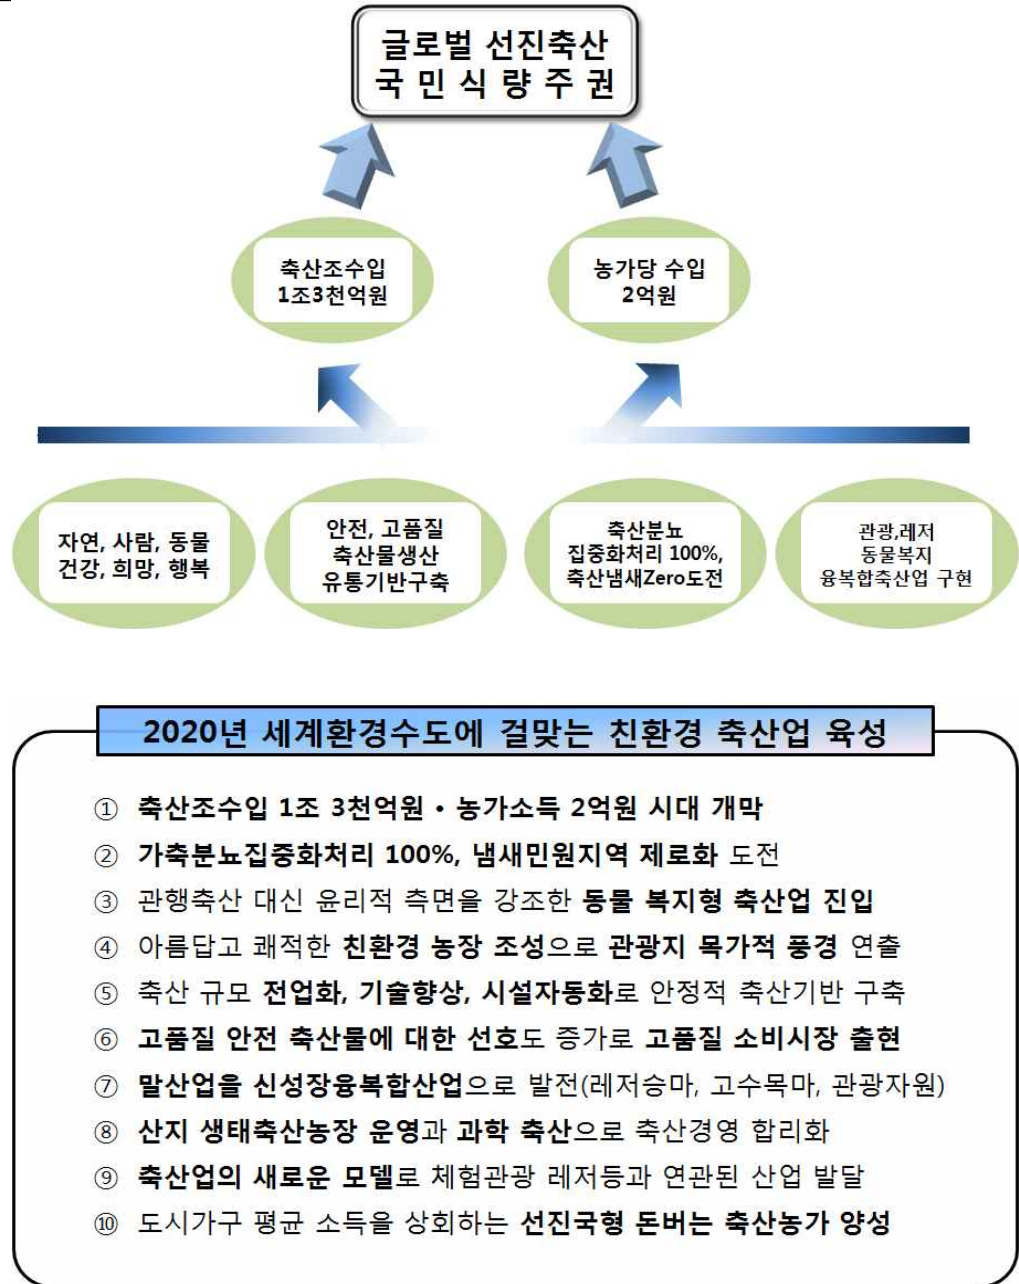 글로벌 선진축산
국 민 식 량 주 권
축산조수입
1조3천억원
농가당 수입
2억원
자연, 사람, 동물
건강, 희망, 행복
안전, 고품질
축산물생산
유통기반구축
축산분뇨
집중화처리 100%,
축산냄새Zero도전
관광,레저
동물복지
융복합축산업 구현
2020년 세계환경수도에 걸맞는 친환경 축산업 육성
① 축산조수입 1조 3천억원・농가소득 2억원 시대 개막
② 가축분뇨집중화처리 100%, 냄새민원지역 제로화 도전
③ 관행축산 대신 윤리적 측면을 강조한 동물 복지형 축산업 진입
④ 아름답고 쾌적한 친환경 농장 조성으로 관광지 목가적 풍경 연출
⑤ 축산 규모 전업화, 기술향상, 시설자동화로 안정적 축산기반 구축
⑥ 고품질 안전 축산물에 대한 선호도 증가로 고품질 소비시장 출현
⑦ 말산업을 신성장융복합산업으로 발전(레저승마, 고수목마, 관광자원)
⑧ 산지 생태축산농장 운영과 과학 축산으로 축산경영 합리화
⑨ 축산업의 새로운 모델로 체험관광 레저등과 연관된 산업 발달
⑩ 도시가구 평균 소득을 상회하는 선진국형 돈버는 축산농가 양성